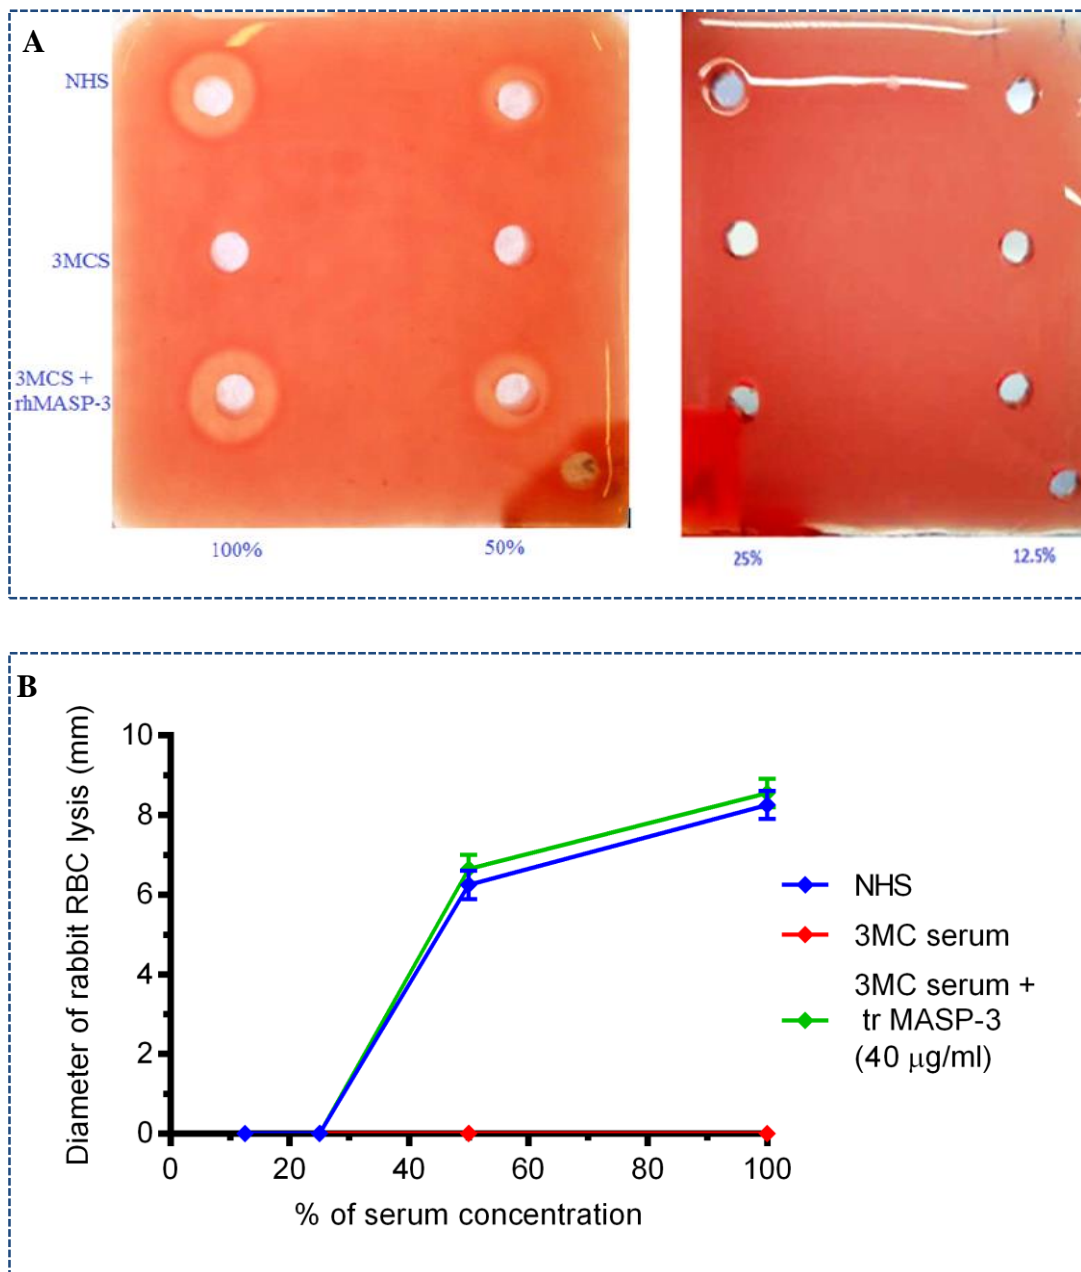 A
NHS
3MCS
3MCS +
rhMASP-3
100%
50%
25%
12.5%
B
Diameter of rabbit RBC lysis (mm)
10
8
6
4
2
0
0
20
40
60
80
100
% of serum concentration
NHS
3MC serum
3MC serum +
tr MASP-3
(40 μg/ml)